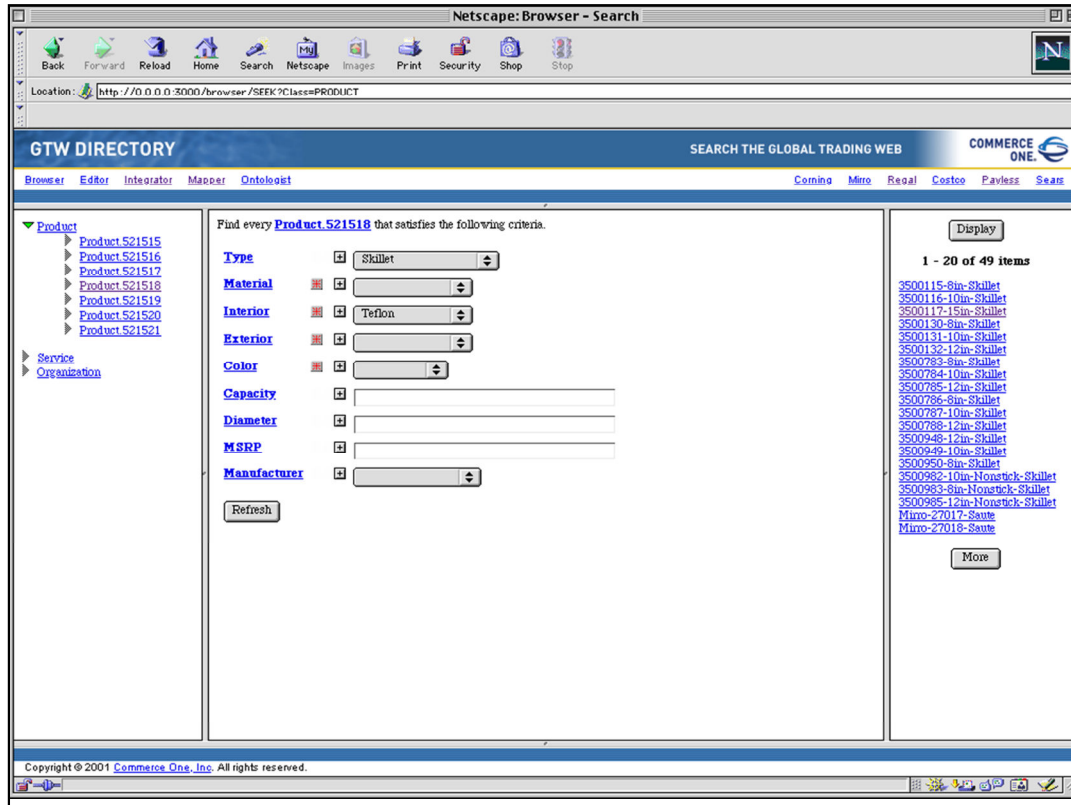 Netscape: Browser - Search
Back Forward Reload Home Search Netscape Images Print Security Shop Stop
My
N
Location: http://0.0.0.0:3000/browser/SEEK?Class=PRODUCT
GTW DIRECTORY
SEARCH THE GLOBAL TRADING WEB
COMMERCE ONE.
Browser Editor Integrator Mapper Ontologist
Corning Mirro Regal Costco Payless Sears
Product
Product.521515
Product.521516
Product.521517
Product.521518
Product.521519
Product.521520
Product.521521
Service
Organization
Find every Product.521518 that satisfies the following criteria.
Type Skillet
Material
Interior Teflon
Exterior
Color
Capacity
Diameter
MSRP
Manufacturer
Refresh
Display
1 - 20 of 49 items
3500115-8in-Skillet
3500116-10in-Skillet
3500117-15in-Skillet
3500130-8in-Skillet
3500131-10in-Skillet
3500132-12in-Skillet
3500783-8in-Skillet
3500784-10in-Skillet
3500785-12in-Skillet
3500786-8in-Skillet
3500787-10in-Skillet
3500788-12in-Skillet
3500948-12in-Skillet
3500949-10in-Skillet
3500950-8in-Skillet
3500982-10in-Nonstick-Skillet
3500983-8in-Nonstick-Skillet
3500985-12in-Nonstick-Skillet
Mirro-27017-Saute
Mirro-27018-Saute
More
Copyright © 2001 Commerce One, Inc. All rights reserved.